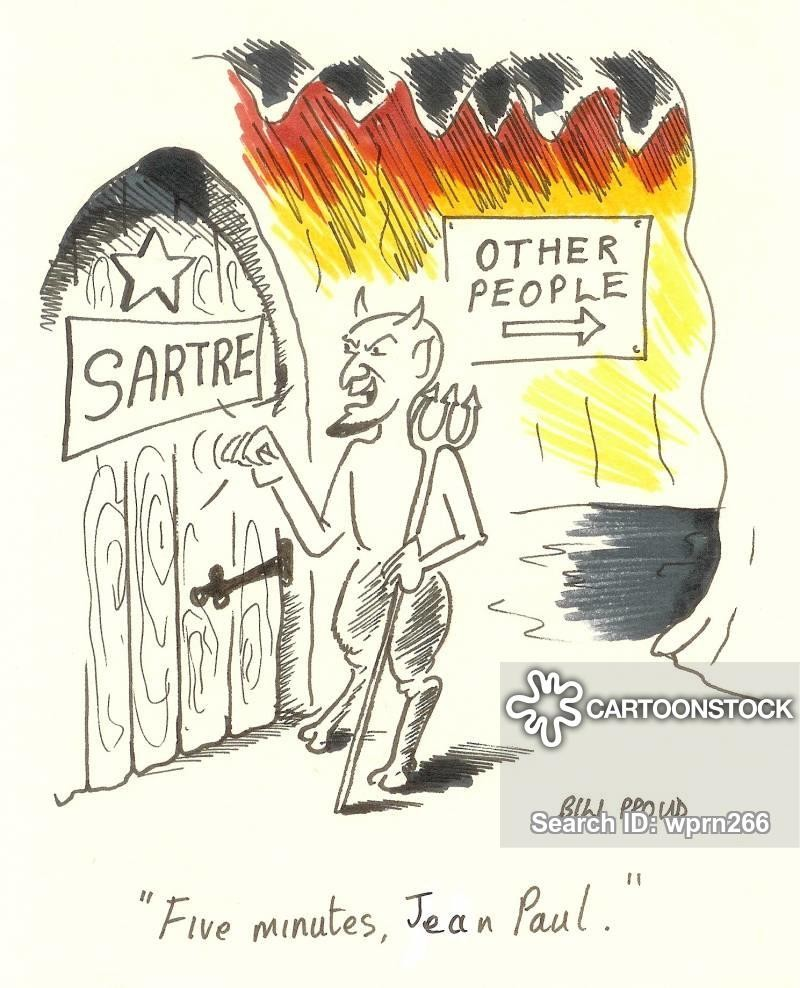 SARTRE
OTHER
PEOPLE
CARTOONSTOCK
BILL PROUD
Search ID: wprn266
"Five minutes, Jean Paul."